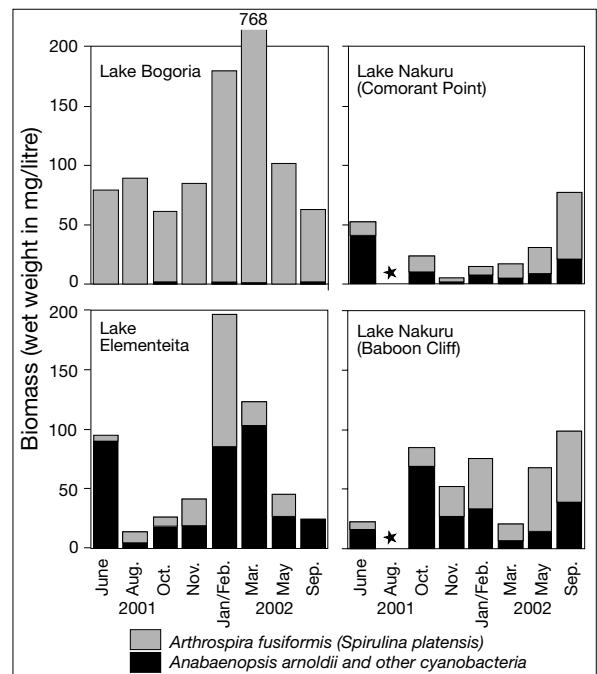 768
Biomass (wet weight in mg/litre)
200
150
100
50
0
Lake Bogoria
Lake Nakuru
(Comorant Point)
200
150
100
50
0
Lake
Elementeita
Lake Nakuru
(Baboon Cliff)
June Aug. Oct. Nov. Jan/Feb. Mar. May Sep.
2001 2002
June Aug. Oct. Nov. Jan/Feb. Mar. May Sep.
2001 2002
Arthrospira fusiformis (Spirulina platensis)
Anabaenopsis arnoldii and other cyanobacteria